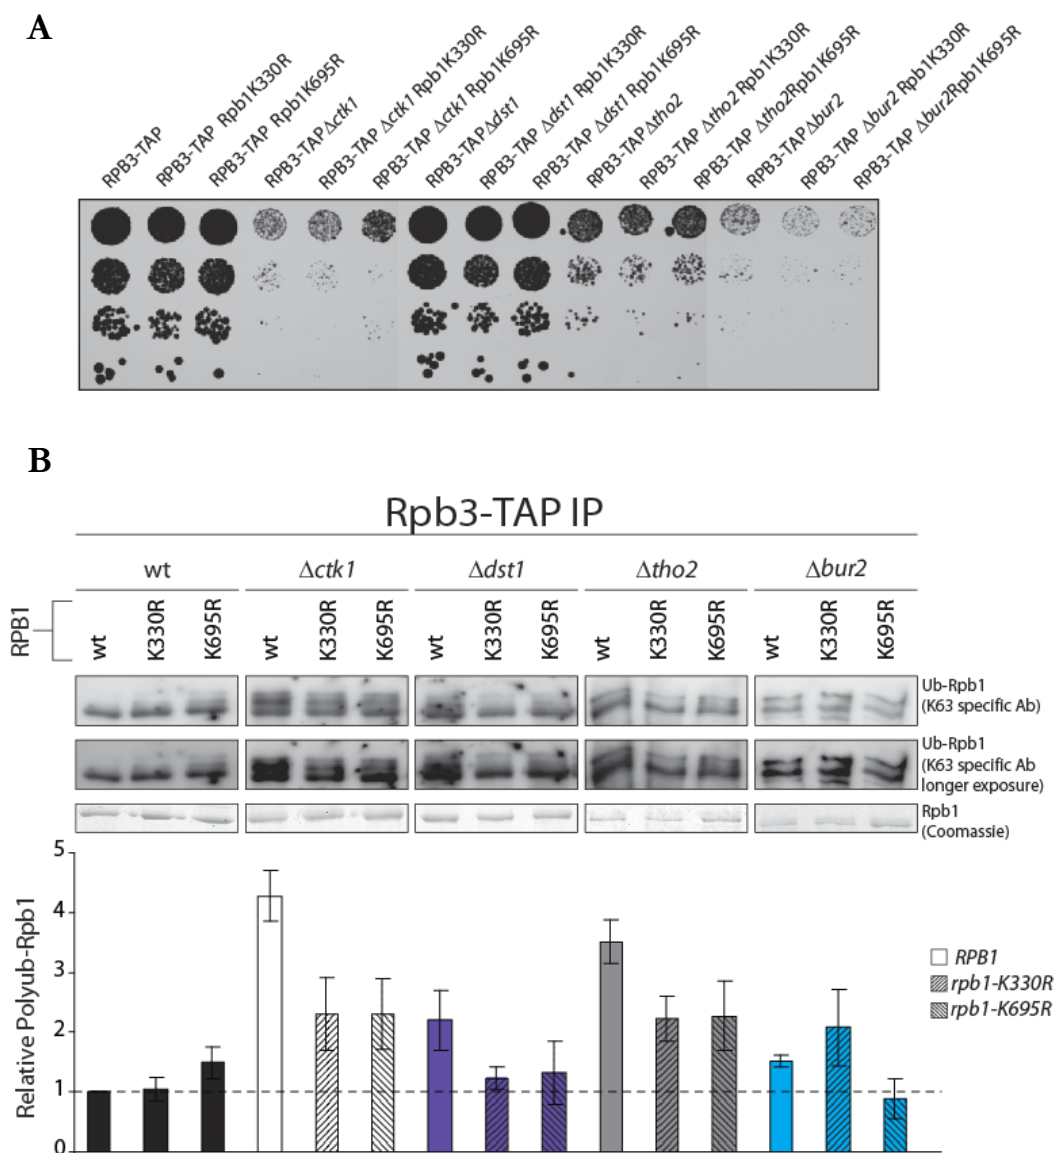 A
RPB3-TAP
RPB3-TAP Rpb1K330R
RPB3-TAP Rpb1K695R
RPB3-TAPΔctk1
RPB3-TAP Δctk1 Rpb1K330R
RPB3-TAP Δctk1 Rpb1K695R
RPB3-TAPΔdst1
RPB3-TAP Δdst1 Rpb1K330R
RPB3-TAP Δdst1 Rpb1K695R
RPB3-TAPΔtho2
RPB3-TAP Δtho2 Rpb1K330R
RPB3-TAP Δtho2Rpb1K695R
RPB3-TAPΔbur2
RPB3-TAP Δbur2 Rpb1K330R
RPB3-TAP Δbur2Rpb1K695R
B
Rpb3-TAP IP
wt Δctk1 Δdst1 Δtho2 Δbur2
RPB1
wt K330R K695R wt K330R K695R wt K330R K695R wt K330R K695R wt K330R K695R
Ub-Rpb1
(K63 specific Ab)
Ub-Rpb1
(K63 specific Ab
longer exposure)
Rpb1
(Coomassie)
Relative Polyub-Rpb1
5
4
3
2
1
0
RPB1
rpb1-K330R
rpb1-K695R